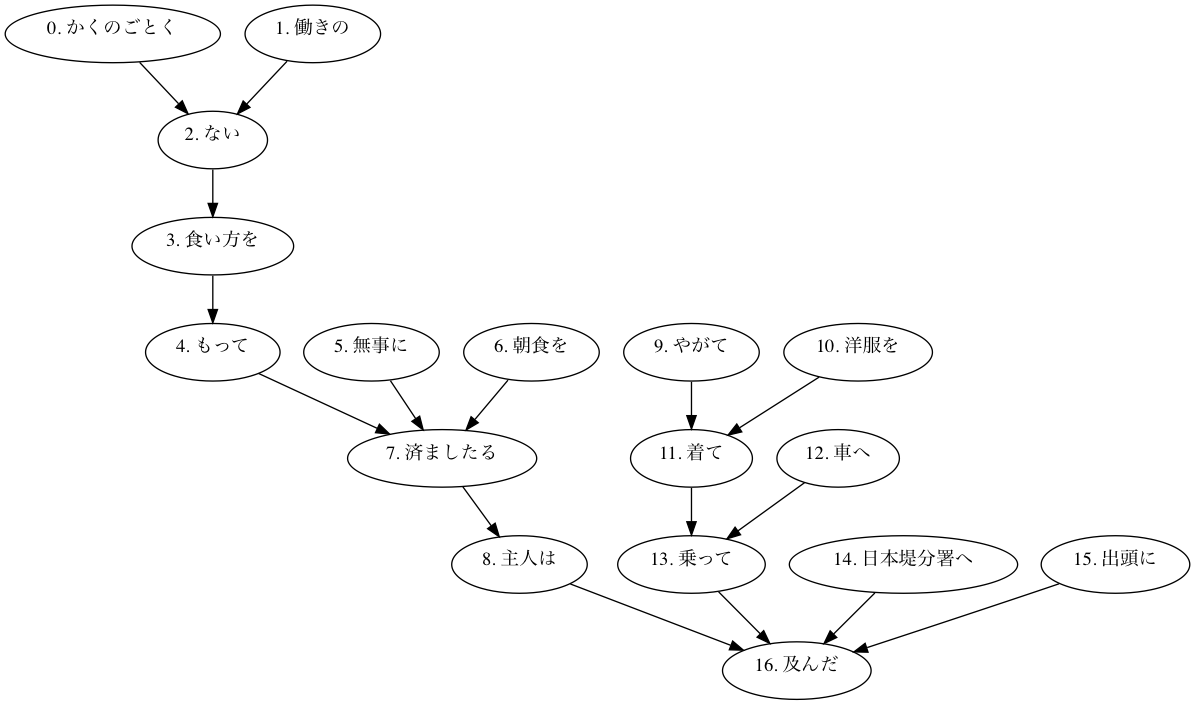 0. かくのごとく
1. 働きの
2. ない
3. 食い方を
4. もって
5. 無事に
6. 朝食を
9. やがて
10. 洋服を
7. 済ましたる
11. 着て
12. 車へ
8. 主人は
13. 乗って
14. 日本堤分署へ
15. 出頭に
16. 及んだ